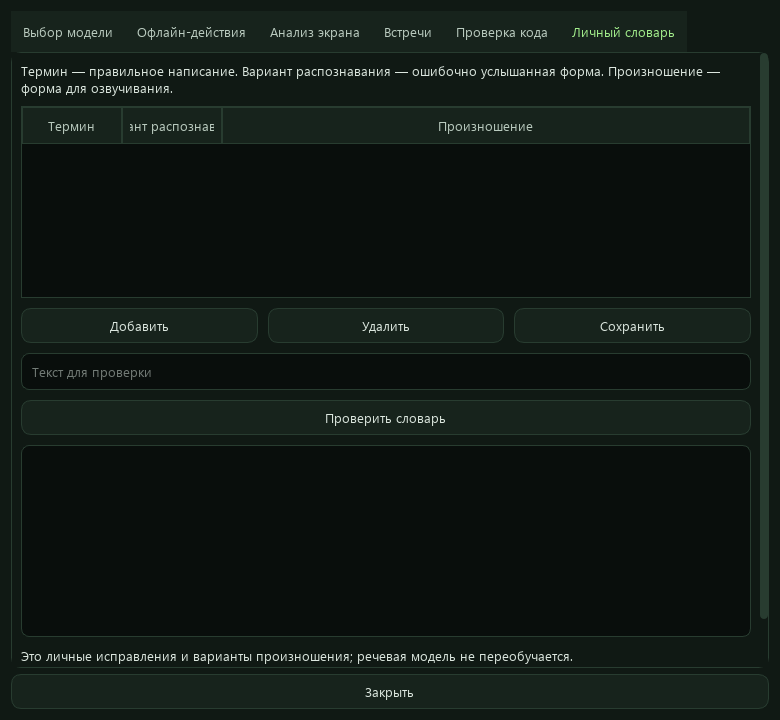 Выбор модели Офлайн-действия Анализ экрана Встречи Проверка кода Личный словарь
Термин — правильное написание. Вариант распознавания — ошибочно услышанная форма. Произношение —
форма для озвучивания.
Термин ант распознав Произношение
Добавить Удалить Сохранить
Текст для проверки
Проверить словарь
Это личные исправления и варианты произношения; речевая модель не переобучается.
Закрыть